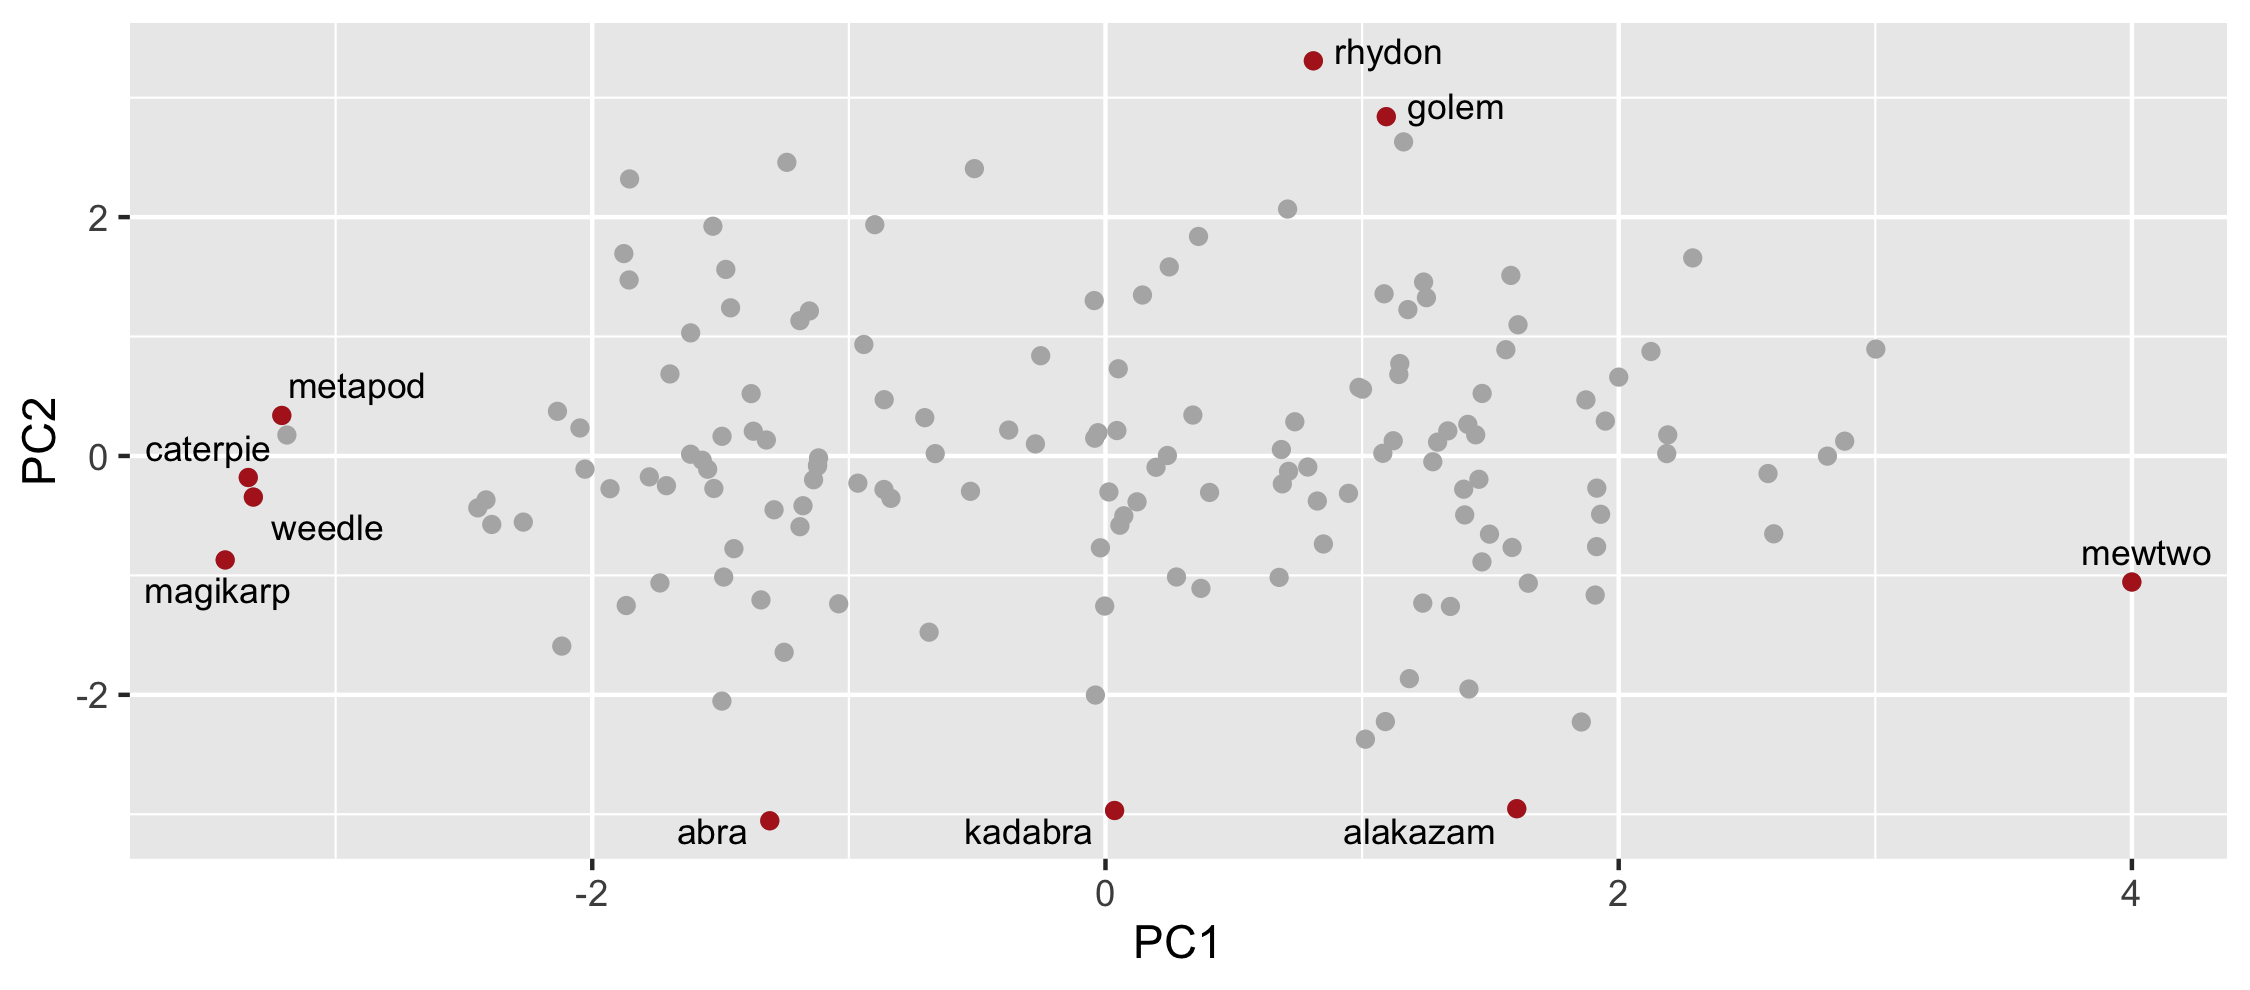 rhydon
golem
2
metapod
caterpie
PC2
0
weedle
mewtwo
magikarp
-2
abra
kadabra
alakazam
-2
0
2
4
PC1